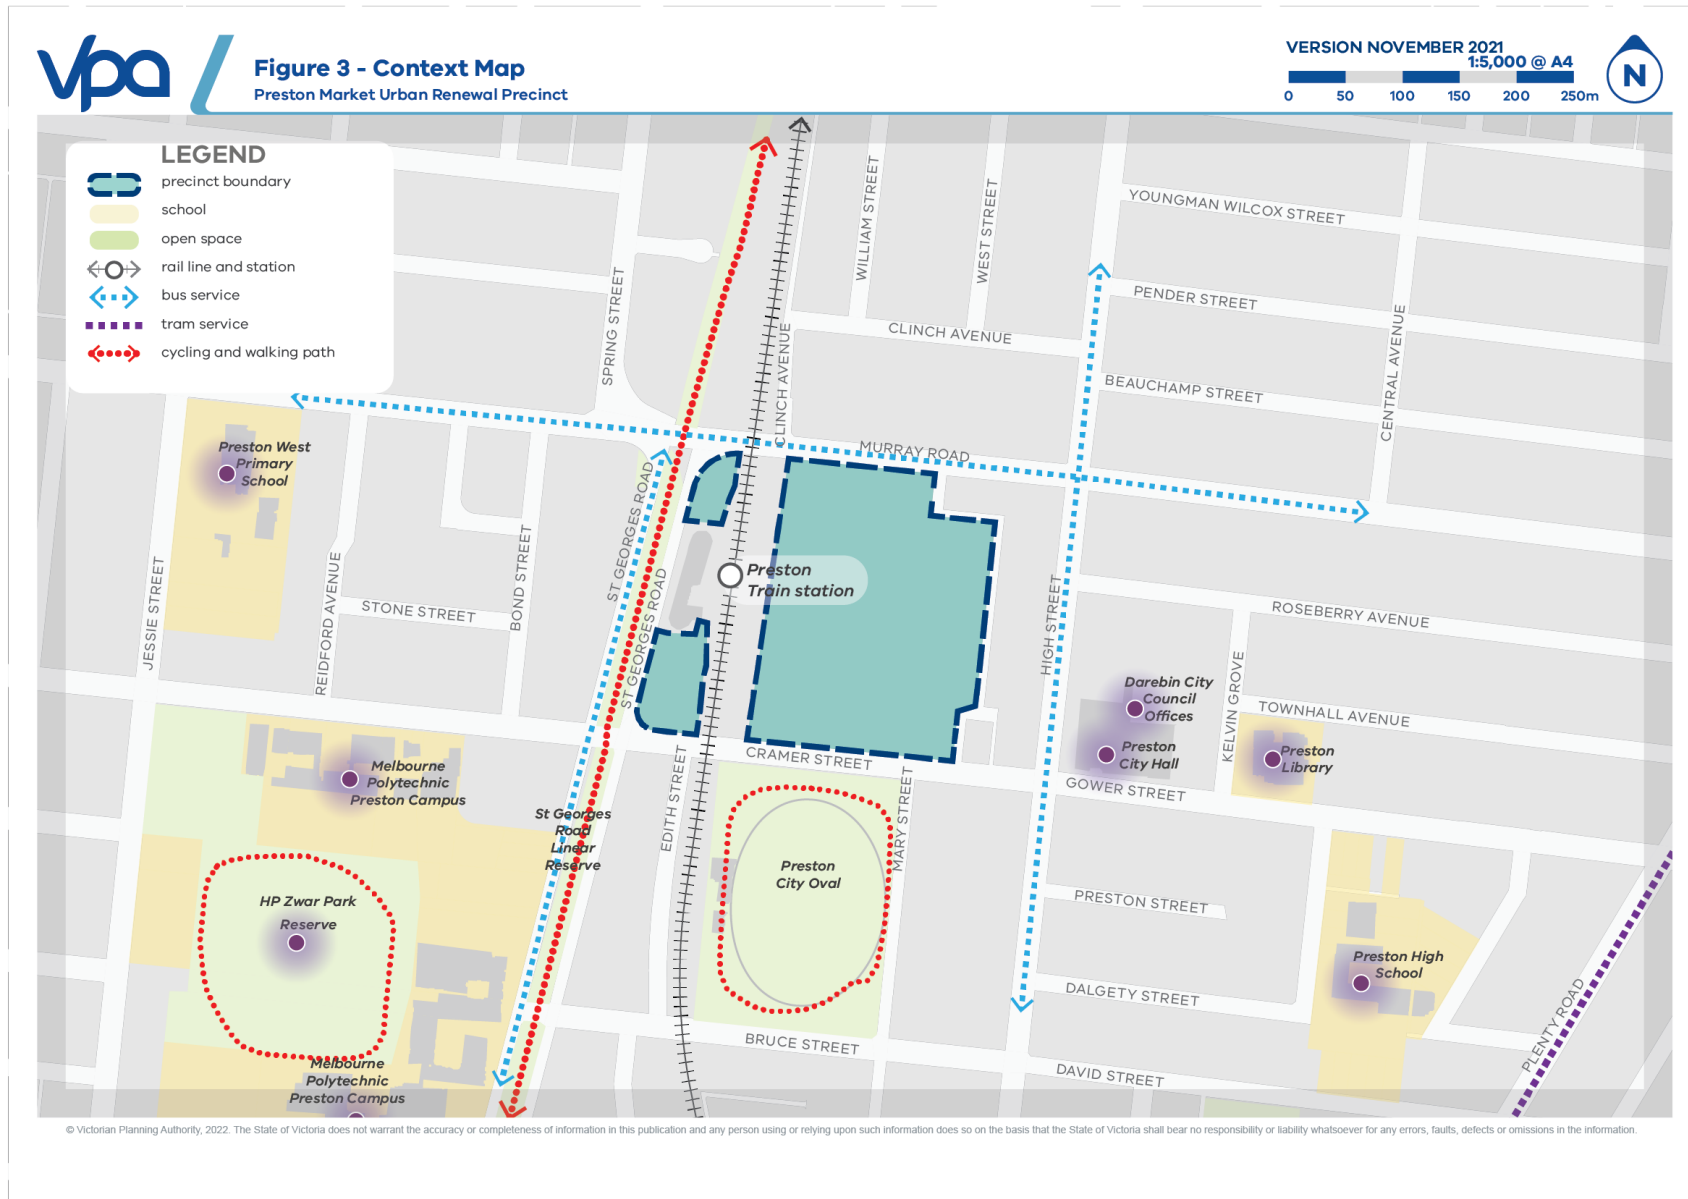 vpa
Figure 3 - Context Map
Preston Market Urban Renewal Precinct
VERSION NOVEMBER 2021
1:5,000 @ A4
0 50 100 150 200 250m
N
LEGEND
precinct boundary
school
open space
rail line and station
bus service
tram service
cycling and walking path
YOUNGMAN WILCOX STREET
WILLIAM STREET
WEST STREET
PENDER STREET
SPRING STREET
CLINCH AVENUE
CLINCH AVENUE
CENTRAL AVENUE
BEAUCHAMP STREET
MURRAY ROAD
Preston West
Primary
School
ST GEORGES ROAD
ST GEORGES ROAD
Preston
Train station
BOND STREET
JESSIE STREET
REIDFORD AVENUE
STONE STREET
HIGH STREET
ROSEBERRY AVENUE
KELVIN GROVE
Darebin City
Council
Offices
TOWNHALL AVENUE
Preston
City Hall
Preston
Library
CRAMER STREET
GOWER STREET
Melbourne
Polytechnic
Preston Campus
EDITH STREET
MARY STREET
St Georges
Road
Linear
Reserve
Preston
City Oval
HP Zwar Park
Reserve
PRESTON STREET
Preston High
School
DALGETY STREET
PLENTY ROAD
BRUCE STREET
DAVID STREET
Melbourne
Polytechnic
Preston Campus
© Victorian Planning Authority, 2022. The State of Victoria does not warrant the accuracy or completeness of information in this publication and any person using or relying upon such information does so on the basis that the State of Victoria shall bear no responsibility or liability whatsoever for any errors, faults, defects or omissions in the information.